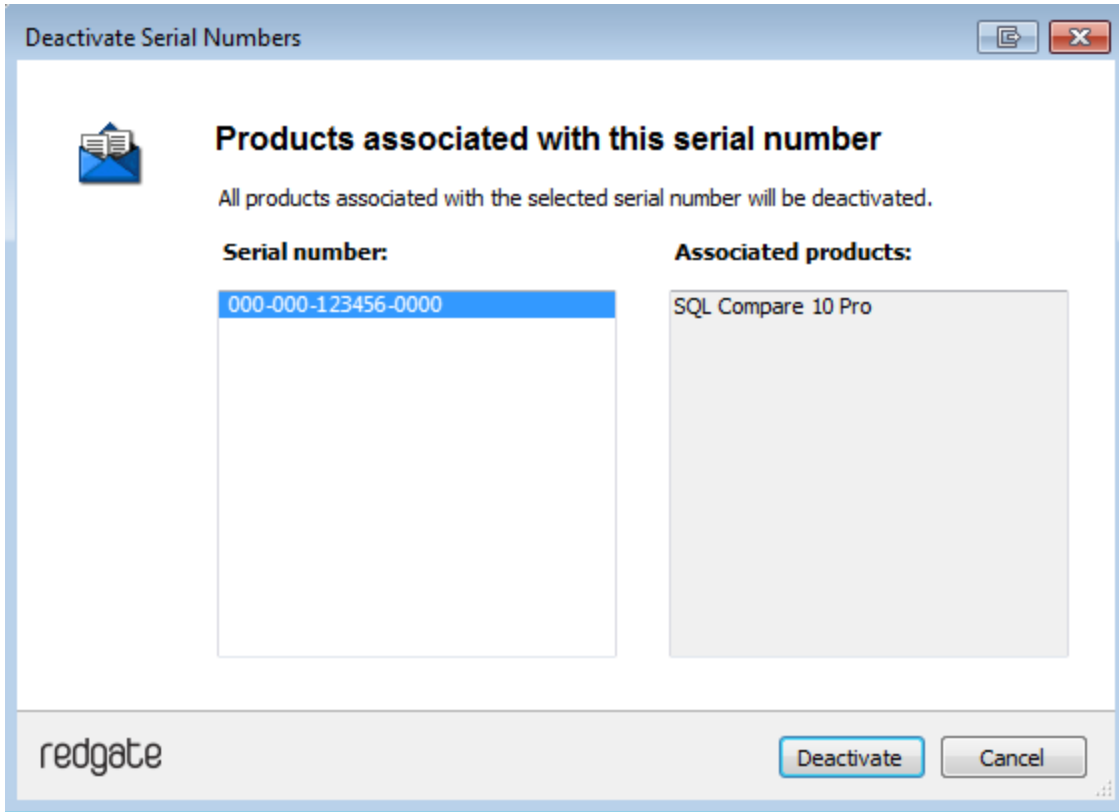 Deactivate Serial Numbers
Products associated with this serial number
All products associated with the selected serial number will be deactivated.
Serial number:
Associated products:
000-000-123456-0000
SQL Compare 10 Pro
redgate
Deactivate
Cancel